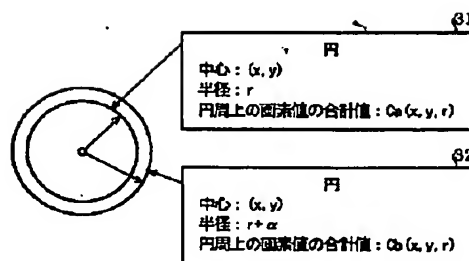 31
円
中心：(x,y)
半径：r
円周上の画素値の合計値：Ca(x,y,r)
32
円
中心：(x,y)
半径：r+α
円周上の画素値の合計値：Cb(x,y,r)